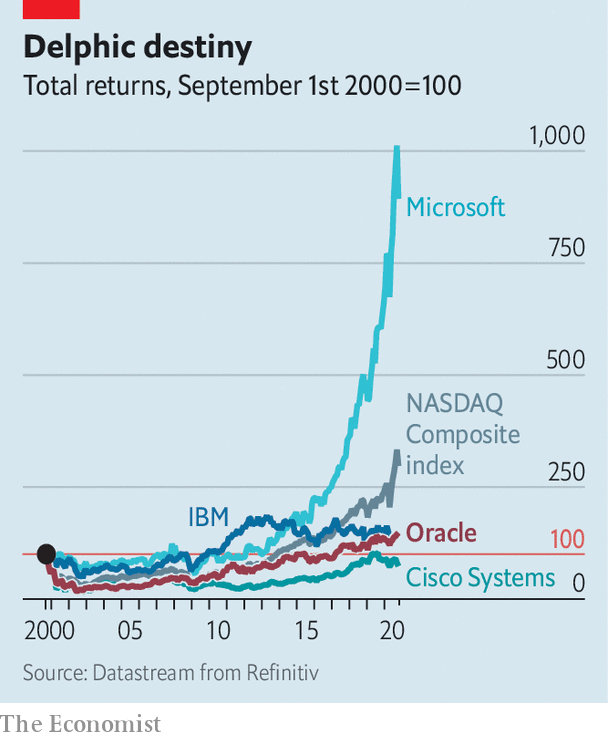 Delphic destiny
Total returns, September 1st 2000=100
1,000
Microsoft
750
500
NASDAQ
Composite
index
250
IBM
Oracle
100
Cisco Systems
0
2000
05
10
15
20
Source: Datastream from Refinitiv
The Economist